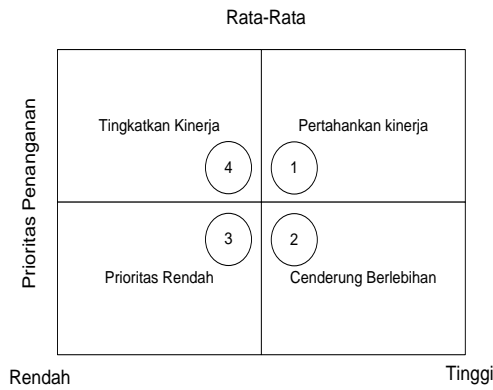 Rata-Rata
Prioritas Penanganan
Tingkatkan Kinerja
Pertahankan kinerja
4
1
3
2
Prioritas Rendah
Cenderung Berlebihan
Rendah
Tinggi